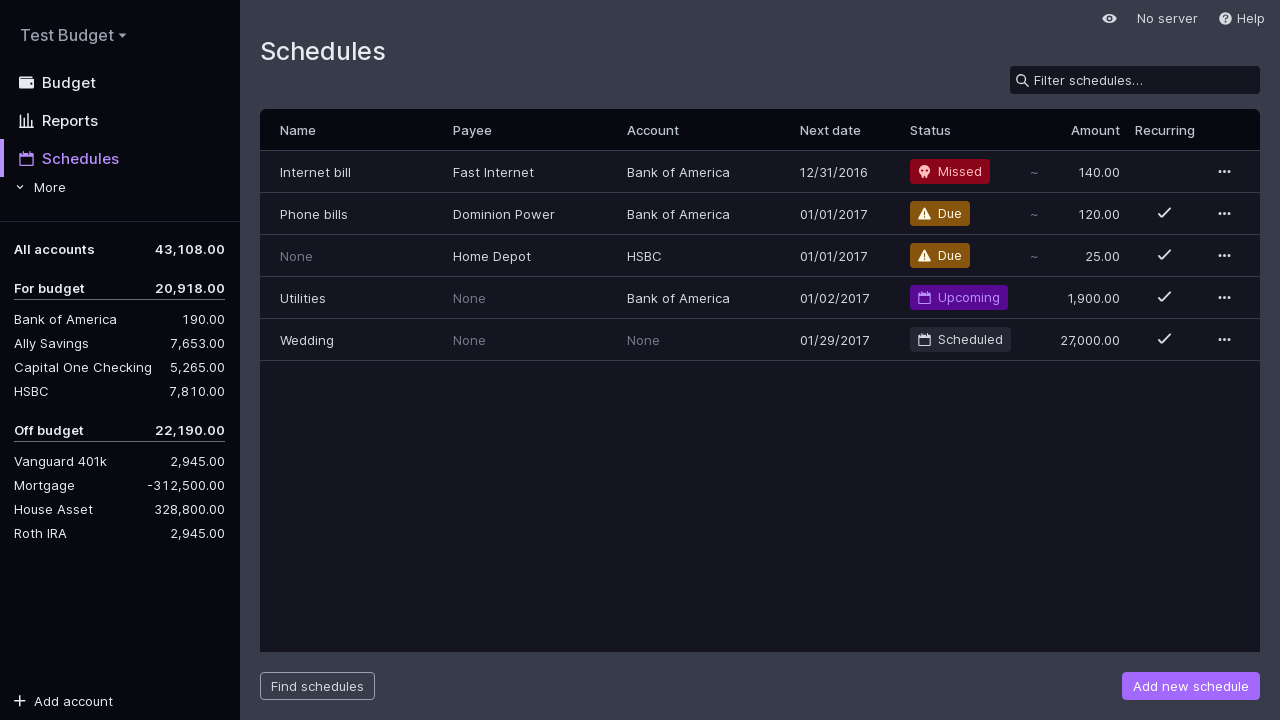 Test Budget
Budget
Reports
Schedules
More
All accounts 43,108.00
For budget 20,918.00
Bank of America 190.00
Ally Savings 7,653.00
Capital One Checking 5,265.00
HSBC 7,810.00
Off budget 22,190.00
Vanguard 401k 2,945.00
Mortgage -312,500.00
House Asset 328,800.00
Roth IRA 2,945.00
Add account
No server Help
Schedules
Filter schedules…
Name Payee Account Next date Status Amount Recurring
Internet bill Fast Internet Bank of America 12/31/2016 Missed ~ 140.00
Phone bills Dominion Power Bank of America 01/01/2017 Due ~ 120.00
None Home Depot HSBC 01/01/2017 Due ~ 25.00
Utilities None Bank of America 01/02/2017 Upcoming 1,900.00
Wedding None None 01/29/2017 Scheduled 27,000.00
Find schedules Add new schedule